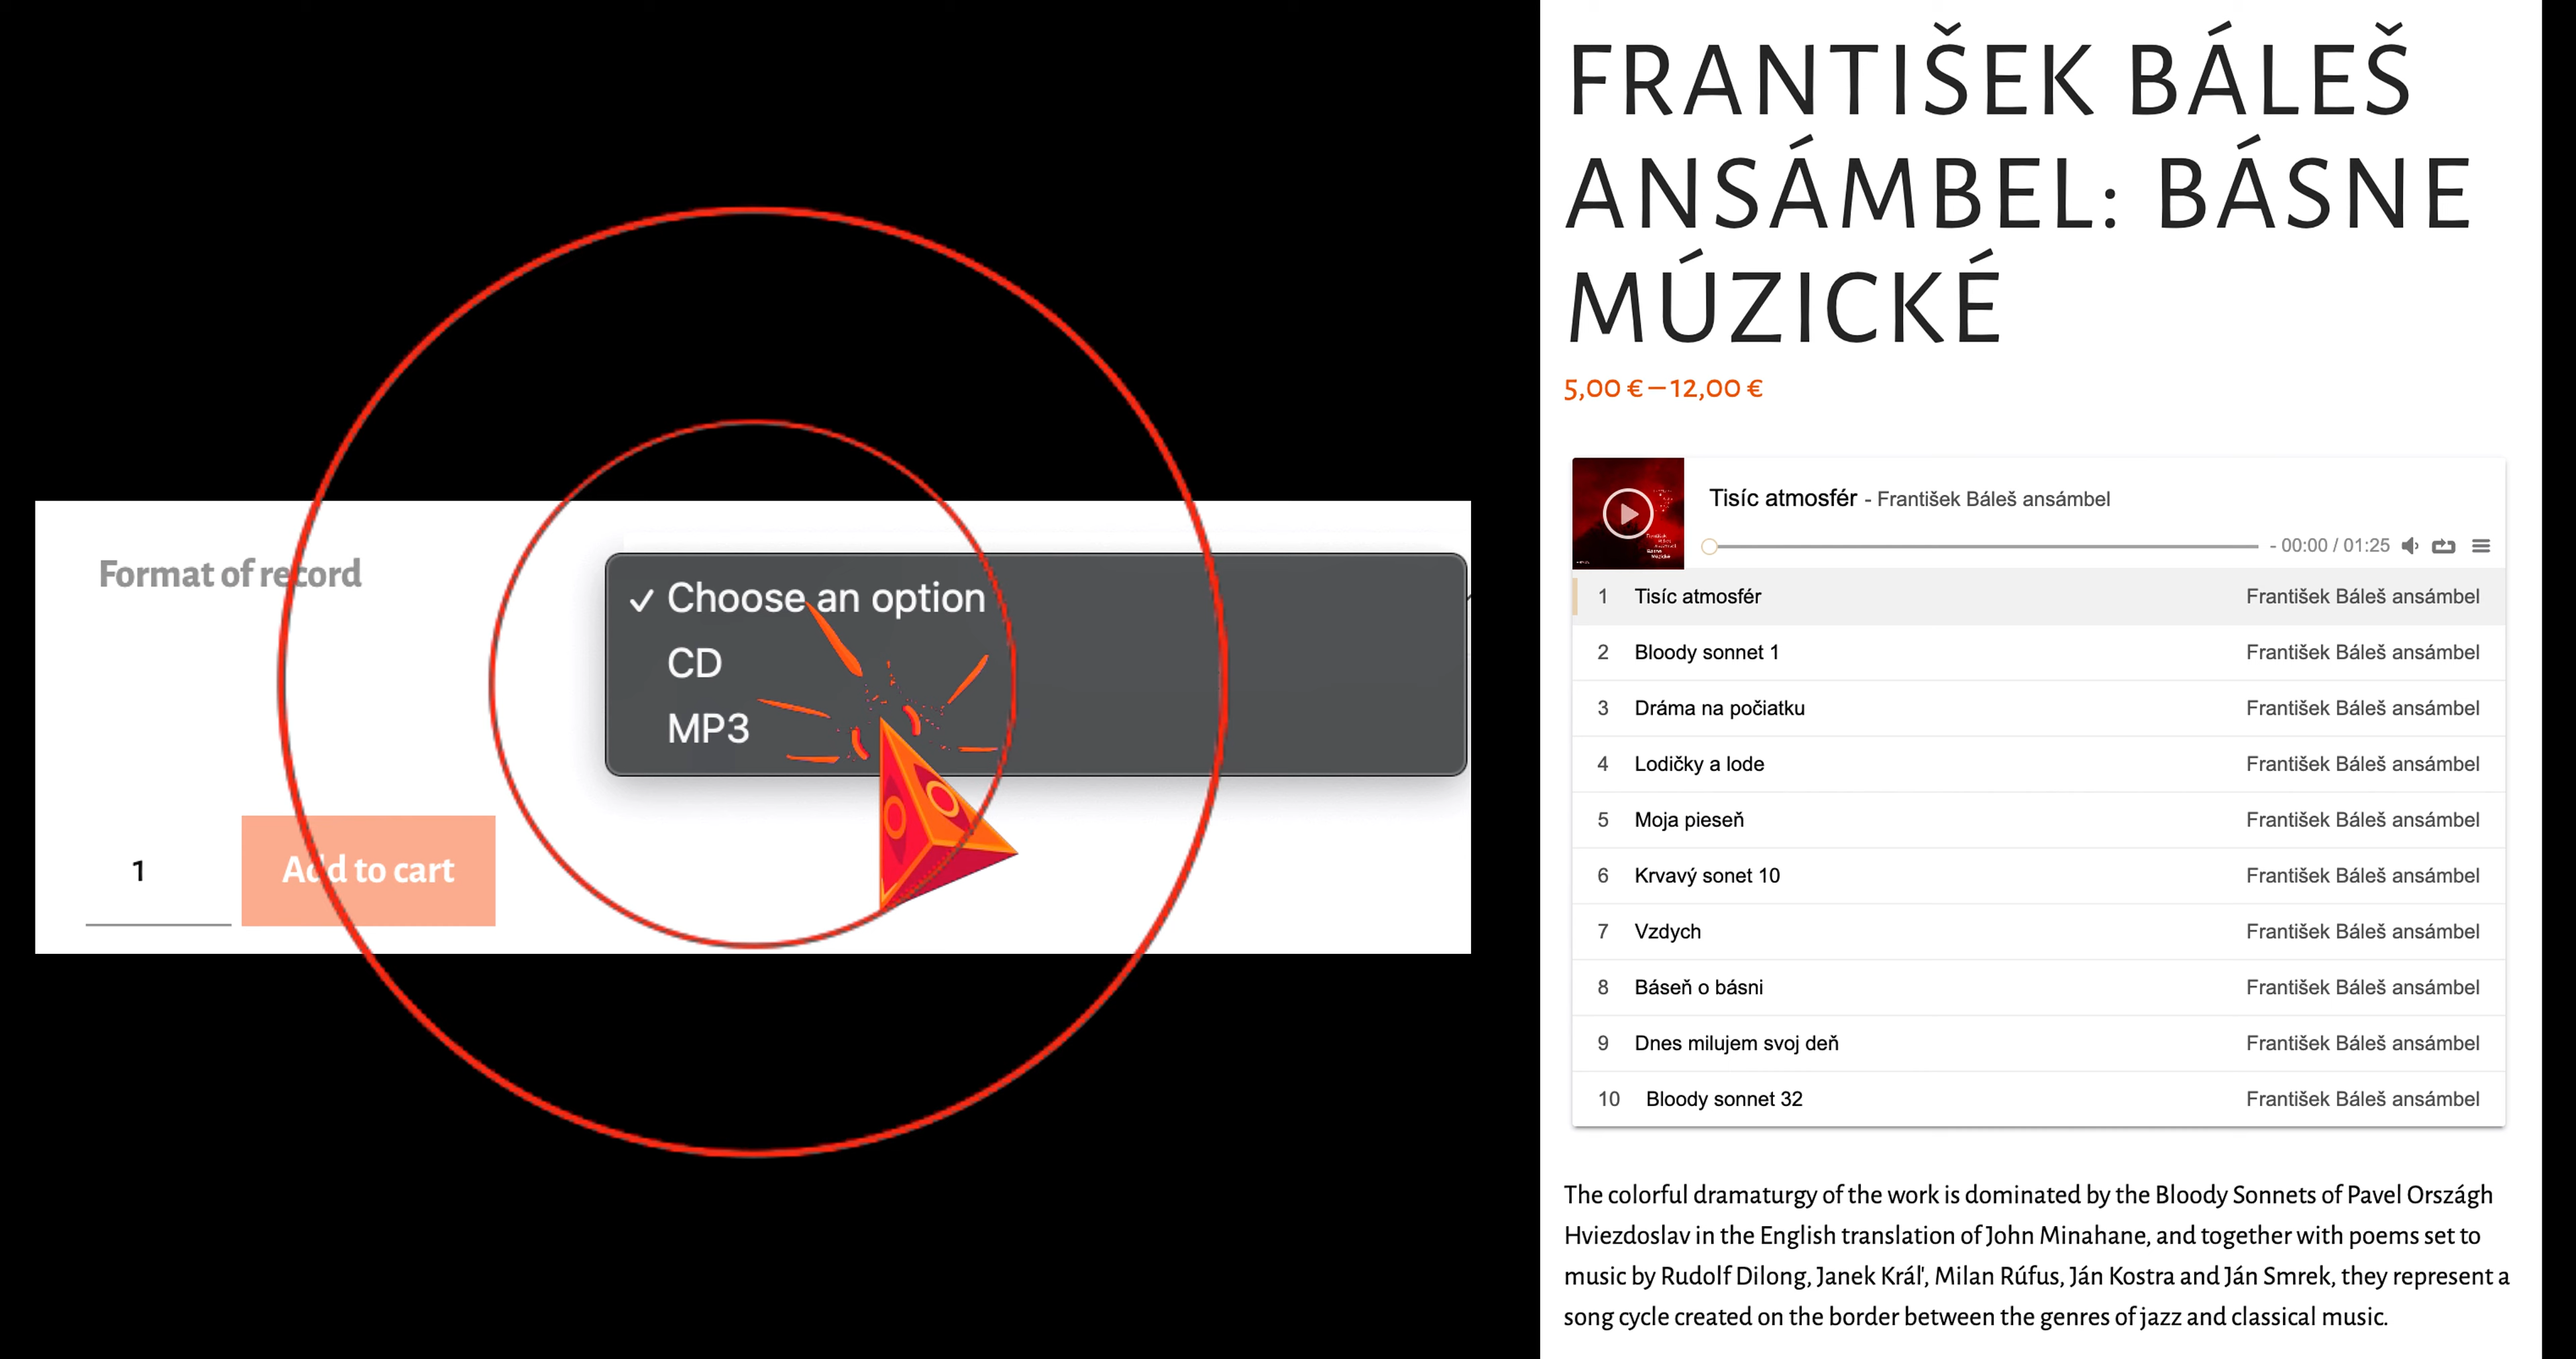 Format of record
✓ Choose an option
CD
MP3
1
Add to cart
FRANTIŠEK BÁLEŠ
ANSÁMBEL: BÁSNE
MÚZICKÉ
5,00 € – 12,00 €
Tisíc atmosfér - František Báleš ansámbel
- 00:00 / 01:25
1 Tisíc atmosfér František Báleš ansámbel
2 Bloody sonnet 1 František Báleš ansámbel
3 Dráma na počiatku František Báleš ansámbel
4 Lodičky a lode František Báleš ansámbel
5 Moja pieseň František Báleš ansámbel
6 Krvavý sonet 10 František Báleš ansámbel
7 Vzdych František Báleš ansámbel
8 Báseň o básni František Báleš ansámbel
9 Dnes milujem svoj deň František Báleš ansámbel
10 Bloody sonnet 32 František Báleš ansámbel
The colorful dramaturgy of the work is dominated by the Bloody Sonnets of Pavel Országh
Hviezdoslav in the English translation of John Minahane, and together with poems set to
music by Rudolf Dilong, Janek Kráľ, Milan Rúfus, Ján Kostra and Ján Smrek, they represent a
song cycle created on the border between the genres of jazz and classical music.